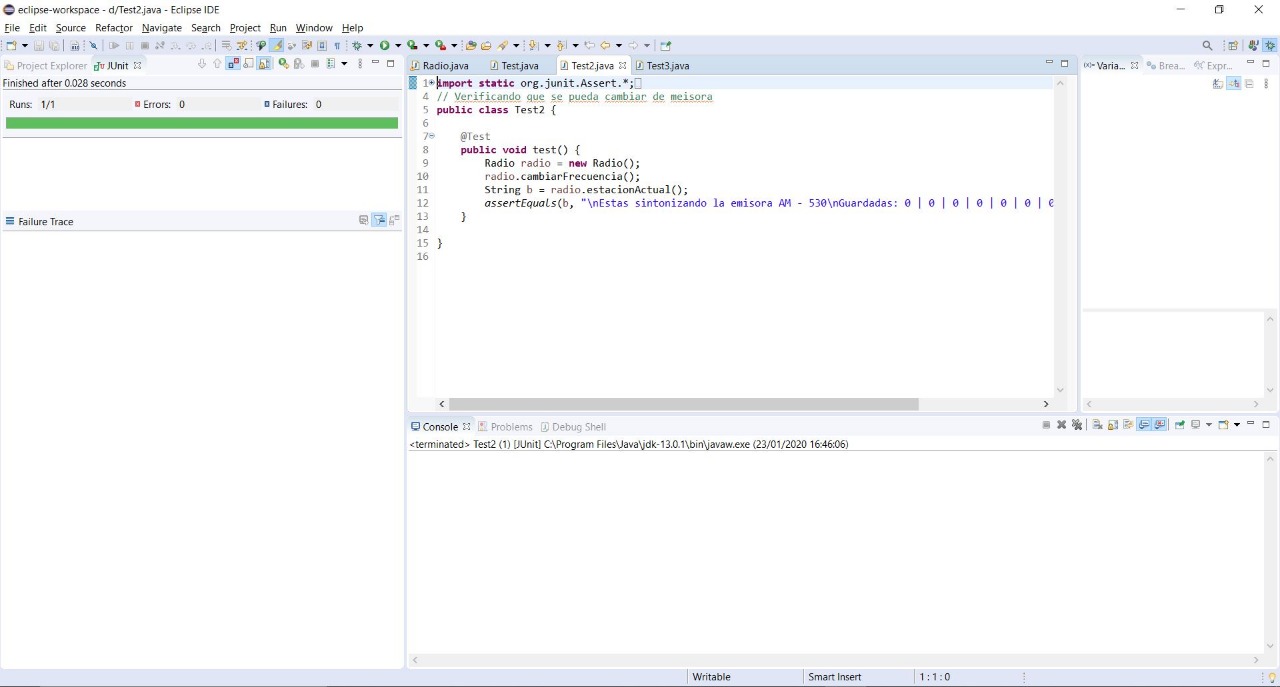 eclipse-workspace - d/Test2.java - Eclipse IDE
File Edit Source Refactor Navigate Search Project Run Window Help
Project Explorer JUnit
Finished after 0.028 seconds
Runs: 1/1 Errors: 0 Failures: 0
Failure Trace
Radio.java Test.java Test2.java Test3.java
1 import static org.junit.Assert.*;
4 // Verificando que se pueda cambiar de meisora
5 public class Test2 {
6
7 @Test
8 public void test() {
9 Radio radio = new Radio();
10 radio.cambiarFrecuencia();
11 String b = radio.estacionActual();
12 assertEquals(b, "\nEstas sintonizando la emisora AM - 530\nGuardadas: 0 | 0 | 0 | 0 | 0 | 0 | 0
13 }
14
15 }
16
Varia... Brea... Expr...
Console Problems Debug Shell
<terminated> Test2 (1) [JUnit] C:\Program Files\Java\jdk-13.0.1\bin\javaw.exe (23/01/2020 16:46:06)
Writable Smart Insert 1 : 1 : 0